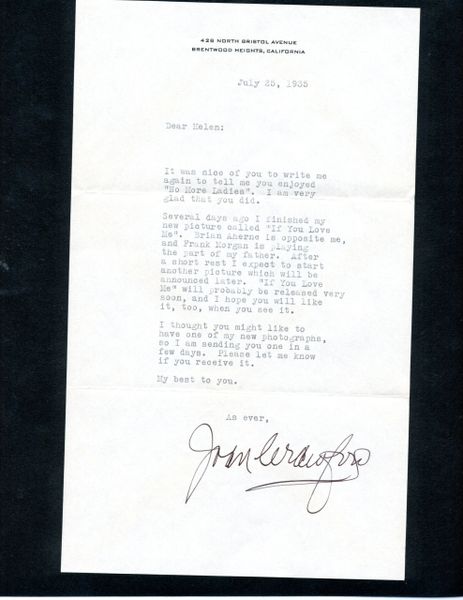 426 NORTH BRISTOL AVENUE
BRENTWOOD HEIGHTS, CALIFORNIA
July 25, 1935
Dear Helen:
It was nice of you to write me
again to tell me you enjoyed
"No More Ladies". I am very
glad that you did.
Several days ago I finished my
new picture called "If You Love
Me". Brian Aherne is opposite me,
and Frank Morgan is playing
the part of my father. After
a short rest I expect to start
another picture which will be
announced later. "If You Love
Me" will probably be released very
soon, and I hope you will like
it, too, when you see it.
I thought you might like to
have one of my new photographs,
so I am sending you one in a
few days. Please let me know
if you receive it.
My best to you.
As ever,
Joan Crawford